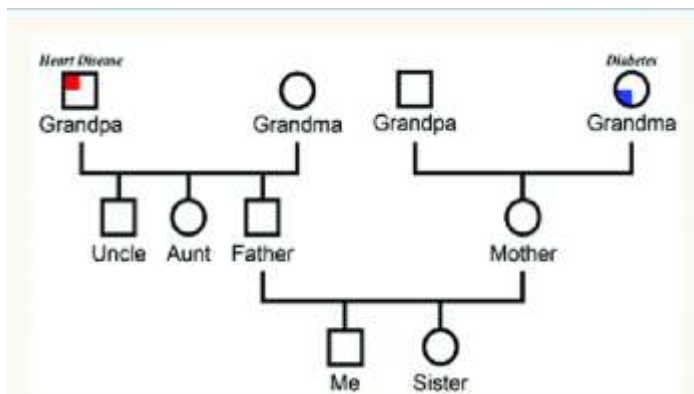 Heart Disease
Diabetes
Grandpa
Grandma
Grandpa
Grandma
Uncle
Aunt
Father
Mother
Me
Sister